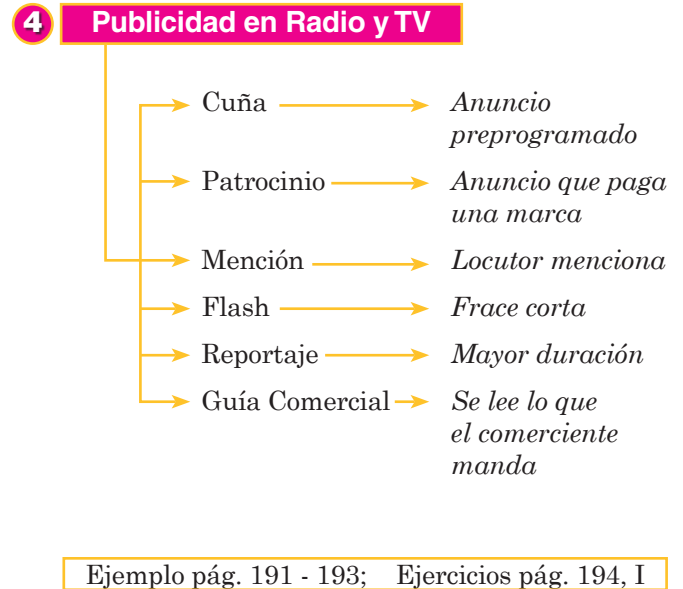 4 Publicidad en Radio y TV
Cuña Anuncio
preprogramado
Patrocinio Anuncio que paga
una marca
Mención Locutor menciona
Flash Frace corta
Reportaje Mayor duración
Guía Comercial Se lee lo que
el comerciente
manda
Ejemplo pág. 191 - 193; Ejercicios pág. 194, I